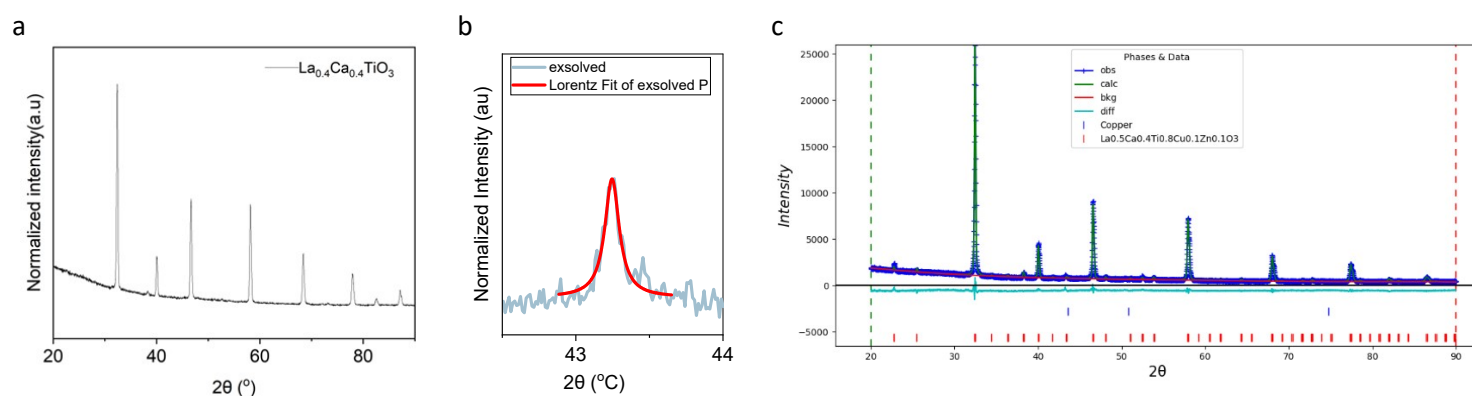 a
Normalized intensity(a.u)
La0.4Ca0.4TiO3
20
40
60
80
2θ (o)
b
Normalized Intensity (au)
exsolved
Lorentz Fit of exsolved P
43
44
2θ (oC)
c
Intensity
25000
20000
15000
10000
5000
0
−5000
Phases & Data
obs
calc
bkg
diff
Copper
La0.5Ca0.4Ti0.8Cu0.1Zn0.1O3
20
30
40
50
60
70
80
90
2θ